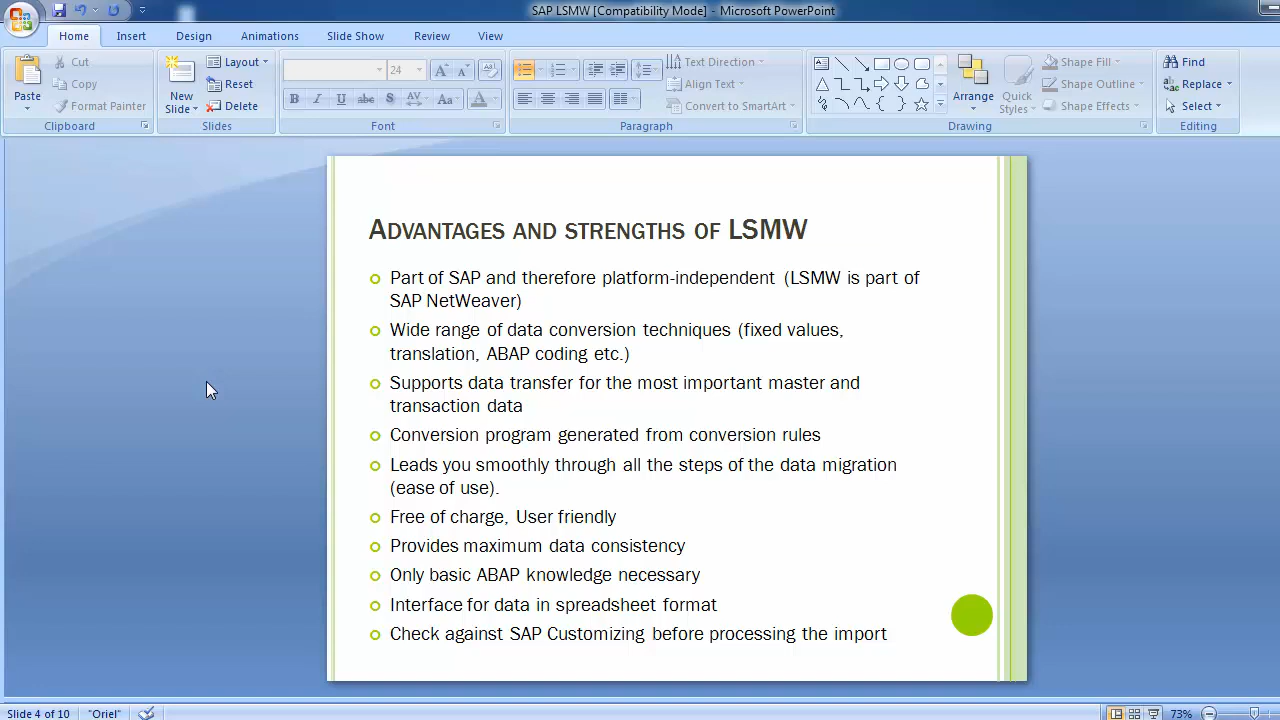 SAP LSMW [Compatibility Mode] - Microsoft PowerPoint
Home Insert Design Animations Slide Show Review View
Paste
Cut
Copy
Format Painter
Clipboard
New
Slide
Layout
Reset
Delete
Slides
24
B I U abc S AV Aa A
Font
Text Direction
Align Text
Convert to SmartArt
Paragraph
Arrange
Quick
Styles
Shape Fill
Shape Outline
Shape Effects
Drawing
Find
Replace
Select
Editing
ADVANTAGES AND STRENGTHS OF LSMW
Part of SAP and therefore platform-independent (LSMW is part of
SAP NetWeaver)
Wide range of data conversion techniques (fixed values,
translation, ABAP coding etc.)
Supports data transfer for the most important master and
transaction data
Conversion program generated from conversion rules
Leads you smoothly through all the steps of the data migration
(ease of use).
Free of charge, User friendly
Provides maximum data consistency
Only basic ABAP knowledge necessary
Interface for data in spreadsheet format
Check against SAP Customizing before processing the import
Slide 4 of 10 "Oriel" 73%